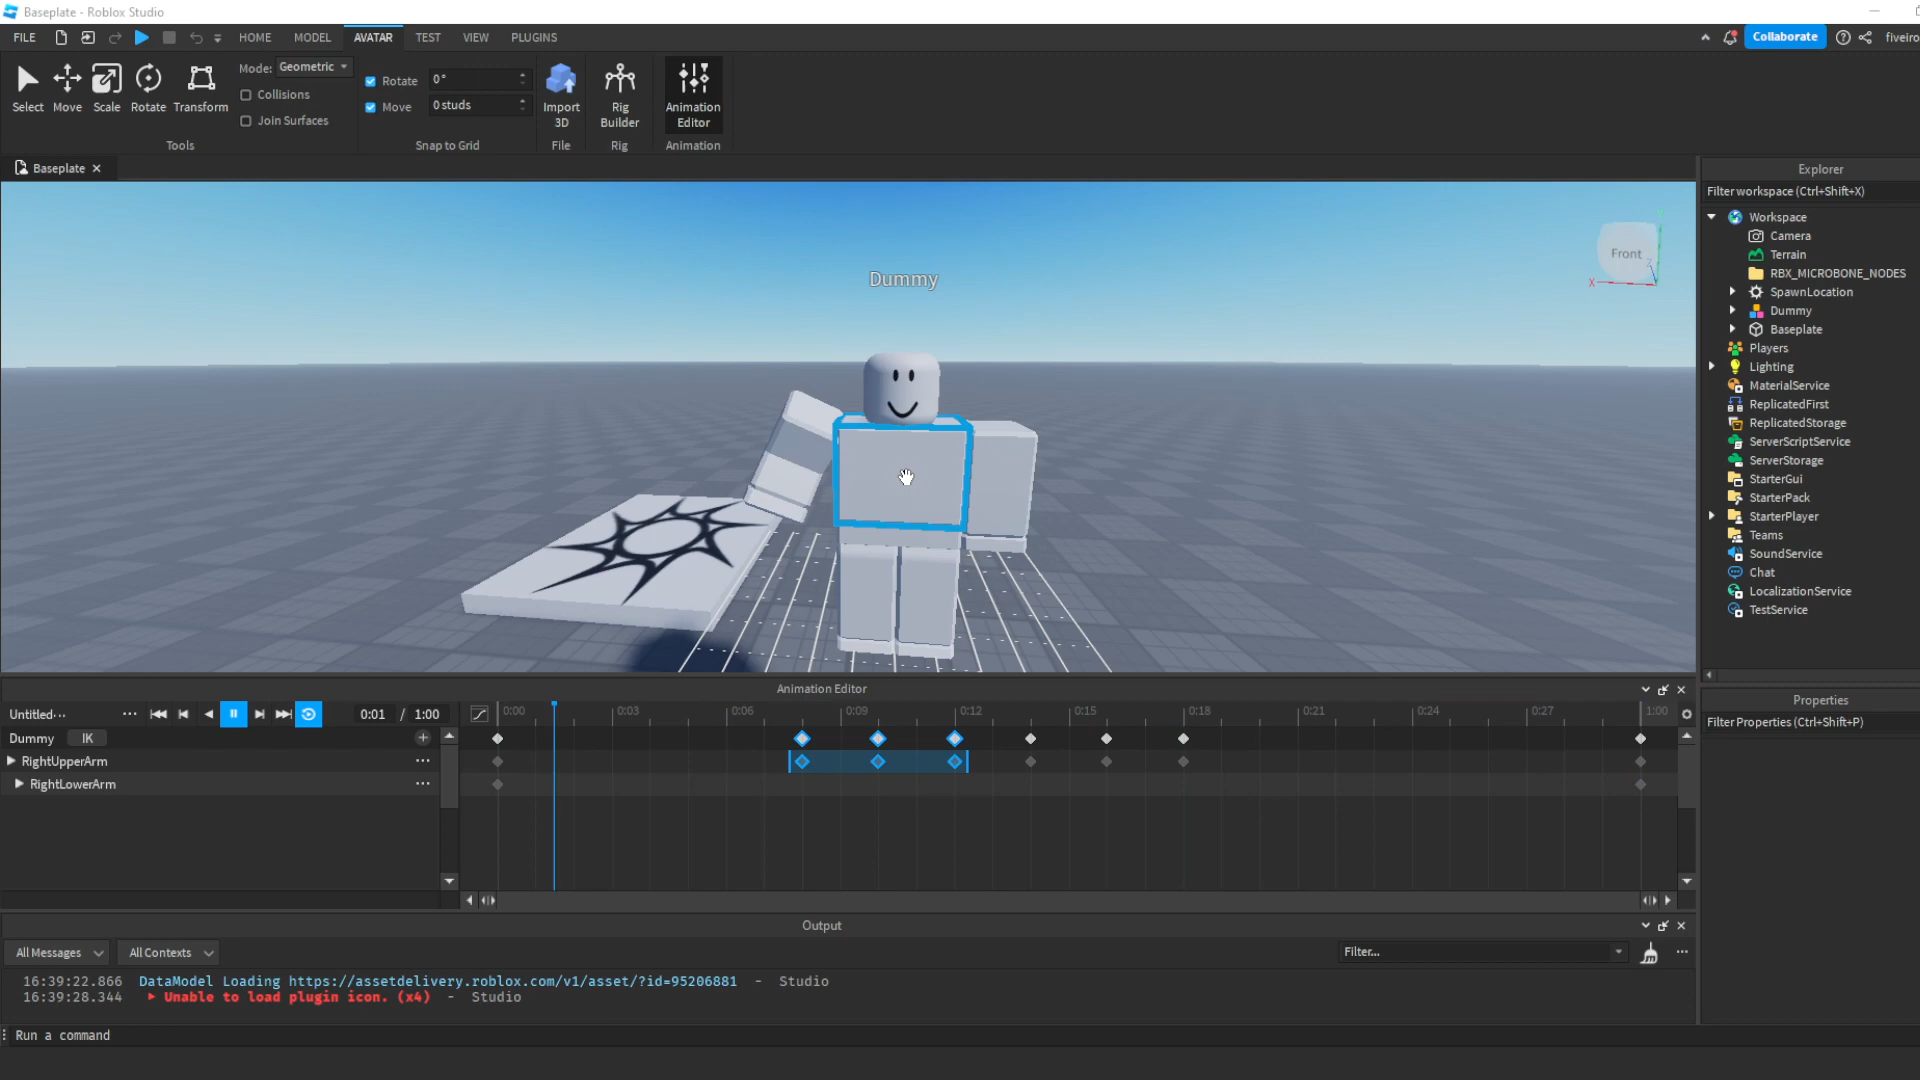 Baseplate - Roblox Studio
FILE HOME MODEL AVATAR TEST VIEW PLUGINS Collaborate fiveiro
Select Move Scale Rotate Transform
Mode: Geometric
Collisions
Join Surfaces
Tools
Rotate 0°
Move 0 studs
Snap to Grid
Import 3D
File
Rig Builder
Rig
Animation Editor
Animation
Baseplate
Dummy
Front
X
Z
Explorer
Filter workspace (Ctrl+Shift+X)
Workspace
Camera
Terrain
RBX_MICROBONE_NODES
SpawnLocation
Dummy
Baseplate
Players
Lighting
MaterialService
ReplicatedFirst
ReplicatedStorage
ServerScriptService
ServerStorage
StarterGui
StarterPack
StarterPlayer
Teams
SoundService
Chat
LocalizationService
TestService
Properties
Filter Properties (Ctrl+Shift+P)
Animation Editor
Untitled··· 0:01 / 1:00 0:00 0:03 0:06 0:09 0:12 0:15 0:18 0:21 0:24 0:27 1:00
Dummy IK
RightUpperArm
RightLowerArm
Output
All Messages All Contexts Filter...
16:39:22.866 DataModel Loading https://assetdelivery.roblox.com/v1/asset/?id=95206881 - Studio
16:39:28.344 Unable to load plugin icon. (x4) - Studio
Run a command